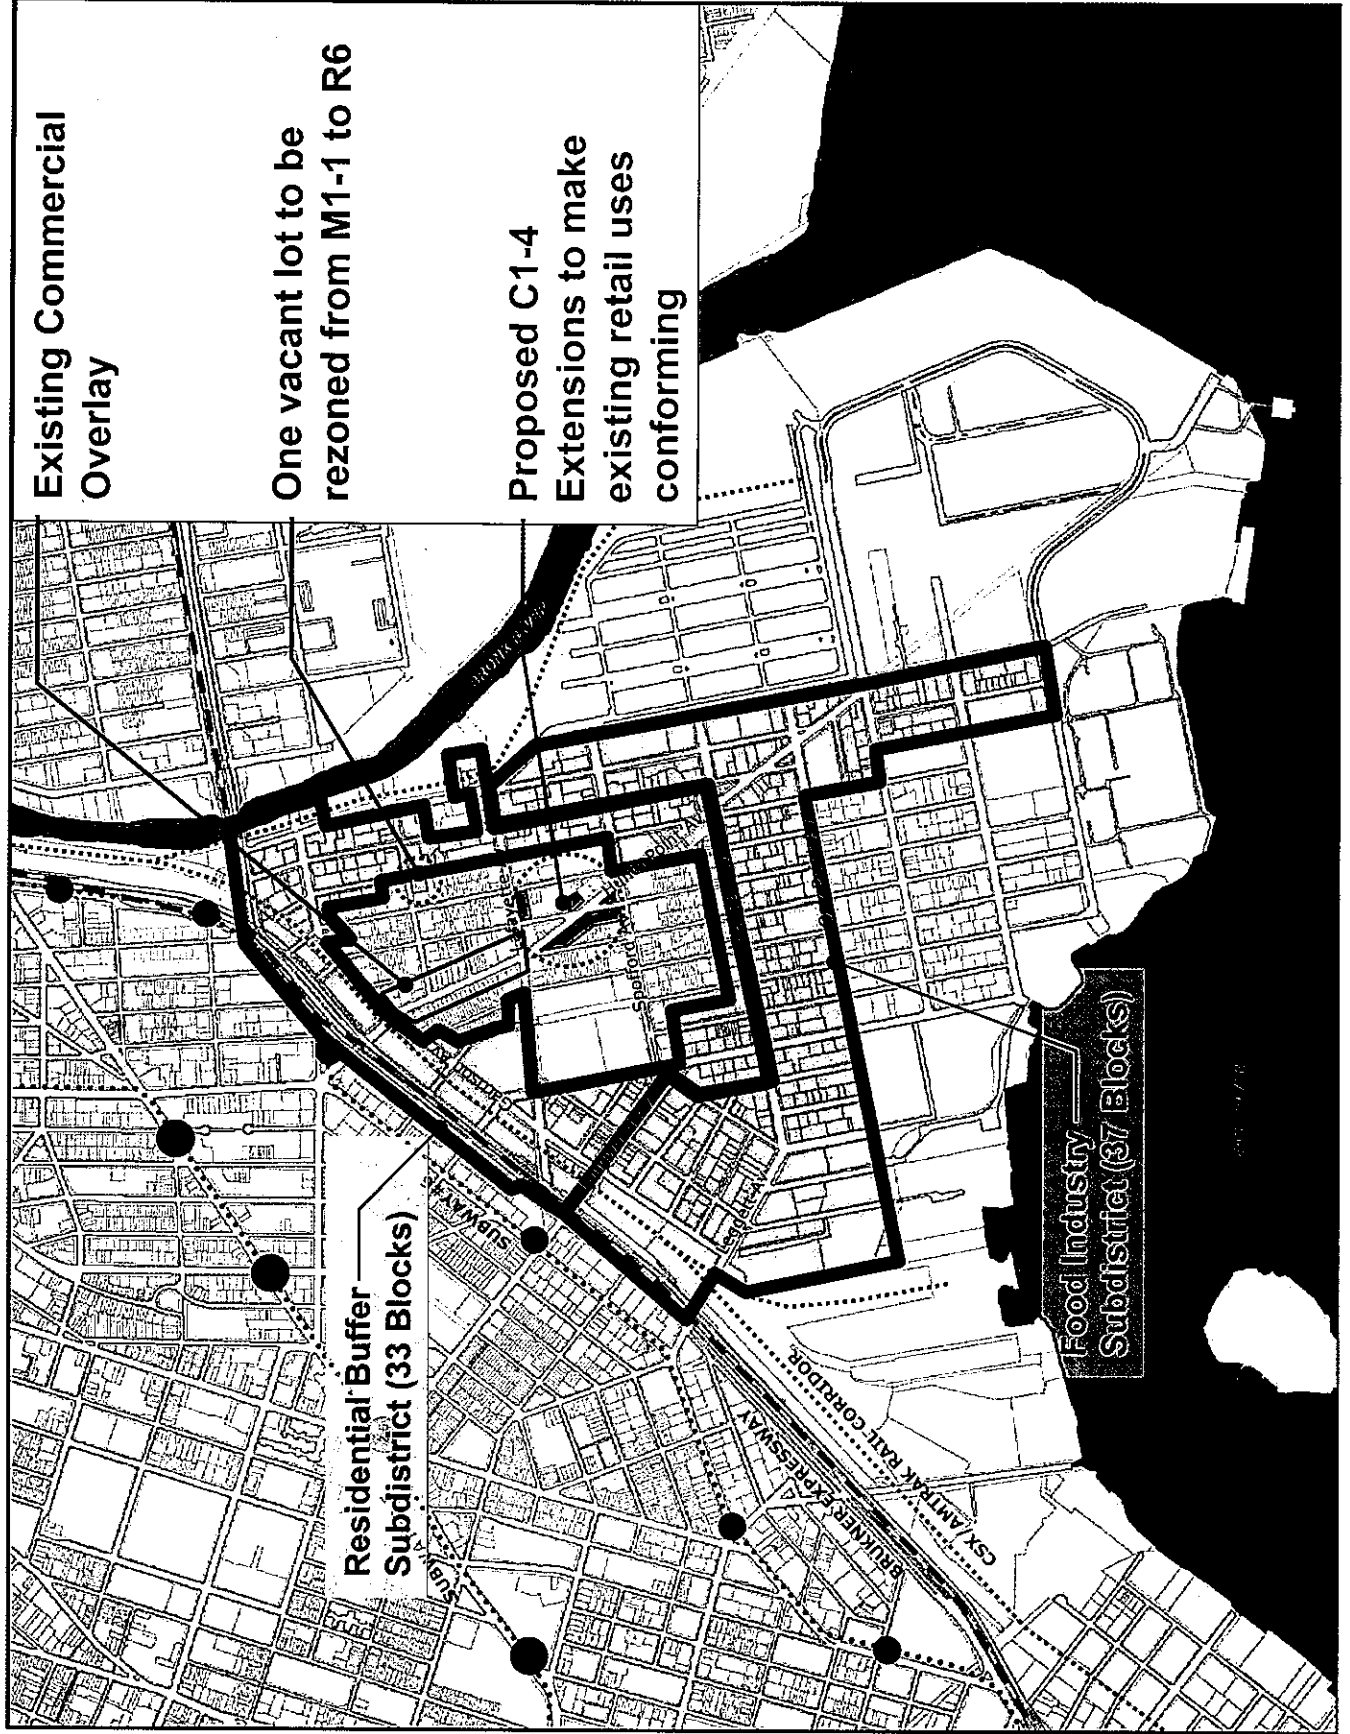 Existing Commercial
Overlay
One vacant lot to be
rezoned from M1-1 to R6
Proposed C1-4
Extensions to make
existing retail uses
conforming
Residential Buffer
Subdistrict (33 Blocks)
Food Industry
Subdistrict (37 Blocks)
SUBWAY
BRUKNER EXPRESSWAY
CSX/AMTRAK RAIL CORRIDOR
BRONX RIVER
Lafayette
Hunts Point Av
Spofford Av